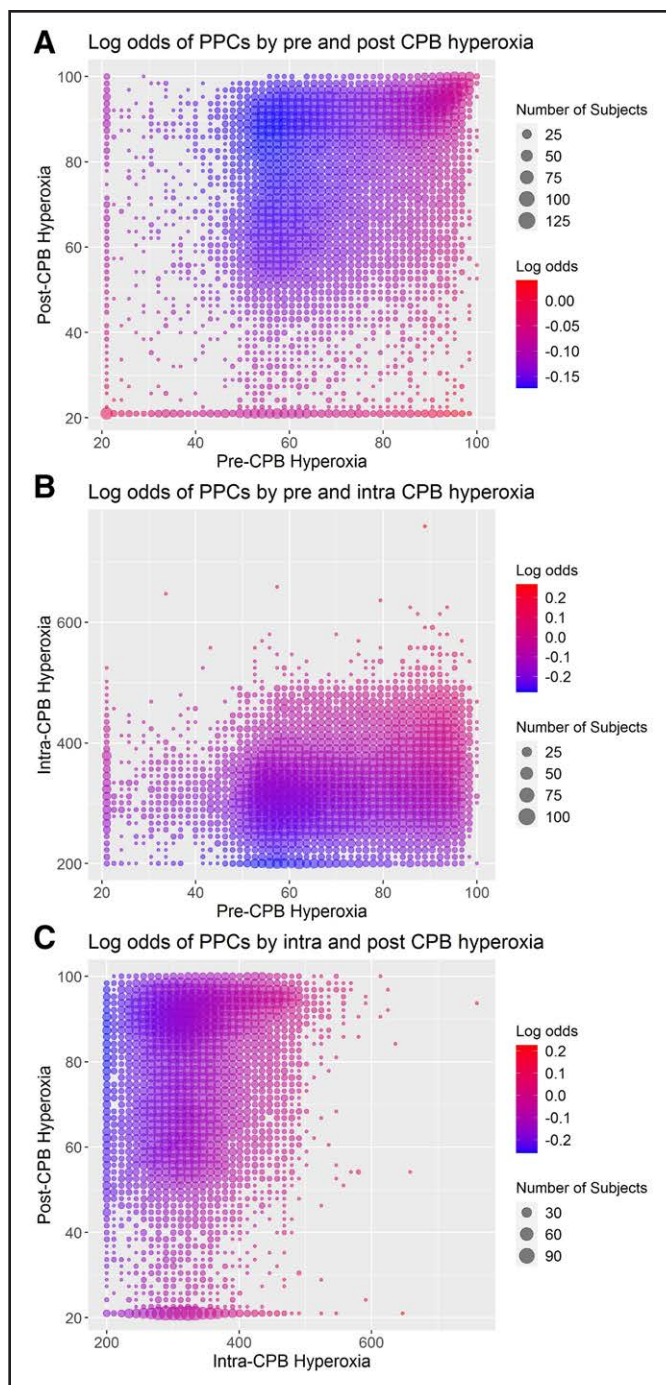 A
Log odds of PPCs by pre and post CPB hyperoxia
Post-CPB Hyperoxia
100
80
60
40
20
20 40 60 80 100
Pre-CPB Hyperoxia
Number of Subjects
25
50
75
100
125
Log odds
0.00
-0.05
-0.10
-0.15
B
Log odds of PPCs by pre and intra CPB hyperoxia
Intra-CPB Hyperoxia
600
400
200
20 40 60 80 100
Pre-CPB Hyperoxia
Log odds
0.2
0.1
0.0
-0.1
-0.2
Number of Subjects
25
50
75
100
C
Log odds of PPCs by intra and post CPB hyperoxia
Post-CPB Hyperoxia
100
80
60
40
20
200 400 600
Intra-CPB Hyperoxia
Log odds
0.2
0.1
0.0
-0.1
-0.2
Number of Subjects
30
60
90